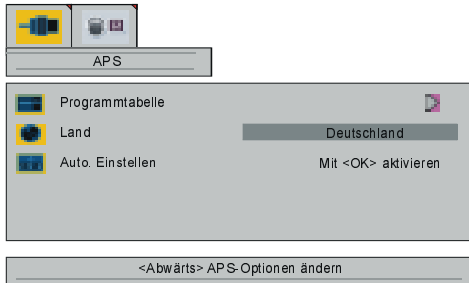 APS
Programmtabelle
Land Deutschland
Auto. Einstellen Mit <OK> aktivieren
<Abwärts> APS-Optionen ändern